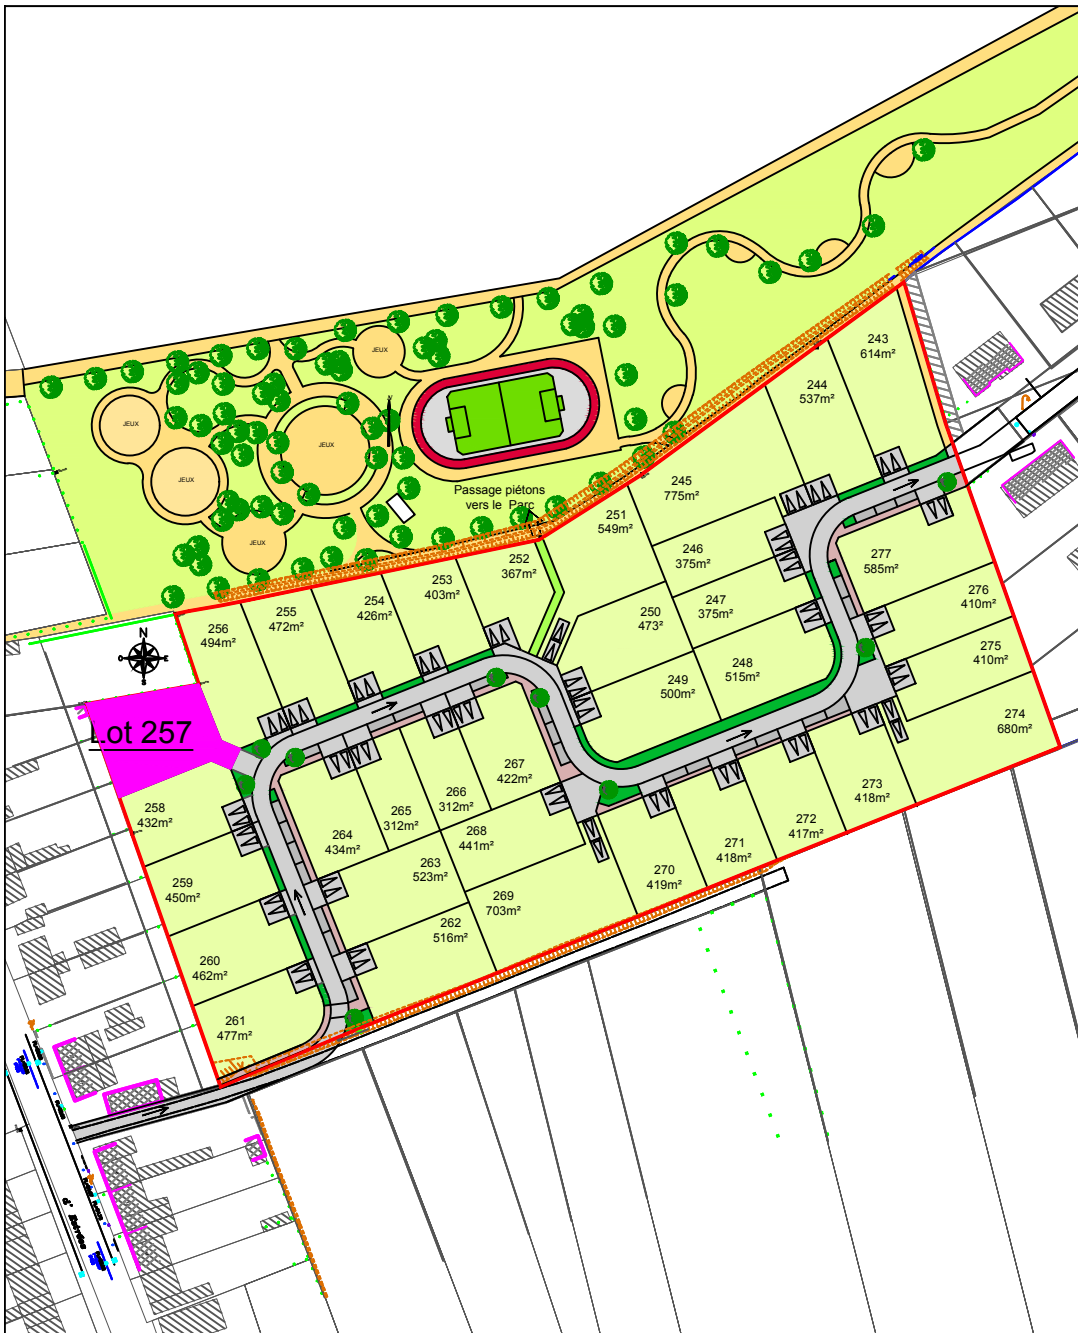 JEUX
JEUX
JEUX
JEUX
JEUX
Passage piétons
vers le Parc
243
614m²
244
537m²
245
775m²
251
549m²
246
375m²
247
375m²
250
473²
248
515m²
249
500m²
252
367m²
253
403m²
254
426m²
255
472m²
256
494m²
277
585m²
276
410m²
275
410m²
274
680m²
N
E
S
O
Lot 257
258
432m²
259
450m²
260
462m²
261
477m²
264
434m²
265
312m²
266
312m²
267
422m²
268
441m²
263
523m²
262
516m²
269
703m²
270
419m²
271
418m²
272
417m²
273
418m²